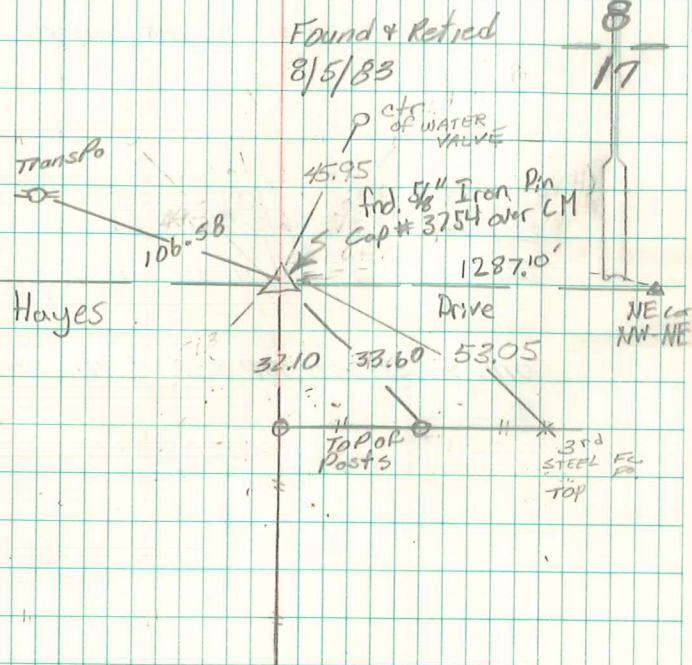 Found & Retied
8/5/83
8
17
ctr
of WATER
VALVE
TransPo
45.95
fnd. 5/8" Iron Pin
Cap # 3754 over CM
106.58
1287.10'
Hayes
Drive
NE
NW-NE
32.10
33.60
53.05
Top of
Posts
3rd
STEEL
TOP